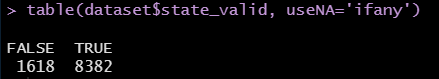 > table(dataset$state_valid, useNA='ifany')
FALSE  TRUE
 1618  8382